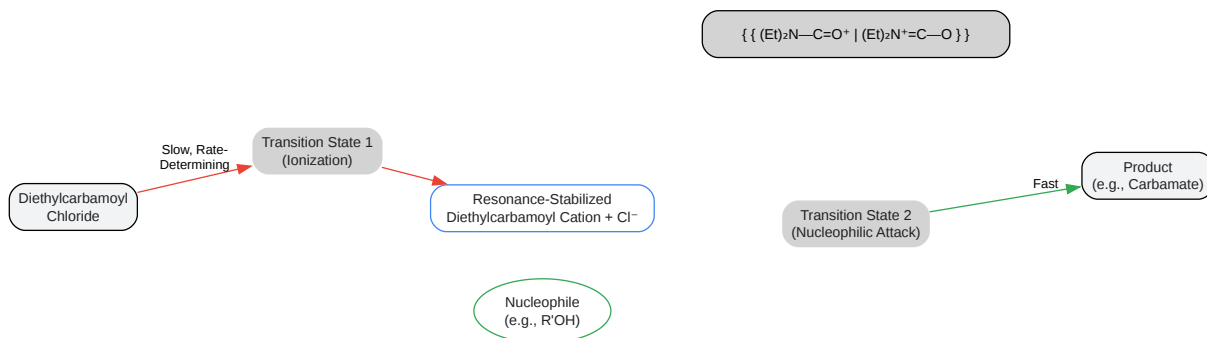 { { (Et)₂N—C=O⁺ | (Et)₂N⁺=C—O } }
Slow, Rate-
Determining
Transition State 1
(Ionization)
Diethylcarbamoyl
Chloride
Resonance-Stabilized
Diethylcarbamoyl Cation + Cl⁻
Nucleophile
(e.g., R'OH)
Transition State 2
(Nucleophilic Attack)
Fast
Product
(e.g., Carbamate)